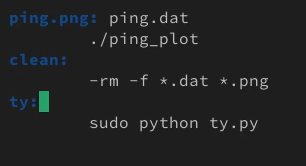 ping.png: ping.dat
        ./ping_plot
clean:
        -rm -f *.dat *.png
ty:
        sudo python ty.py